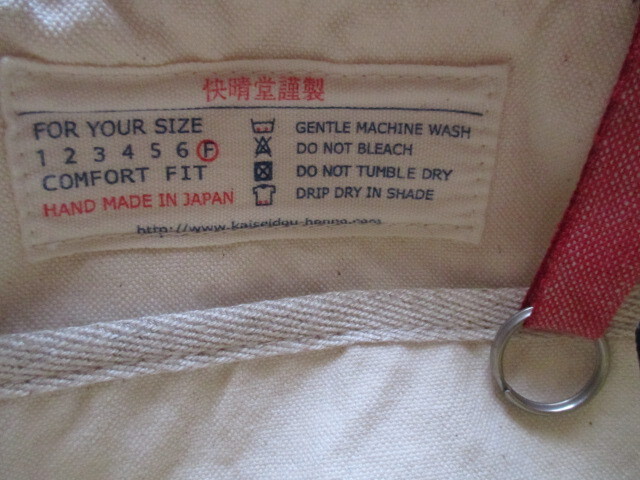 快晴堂謹製
FOR YOUR SIZE
1 2 3 4 5 6 F
COMFORT FIT
HAND MADE IN JAPAN
GENTLE MACHINE WASH
DO NOT BLEACH
DO NOT TUMBLE DRY
DRIP DRY IN SHADE